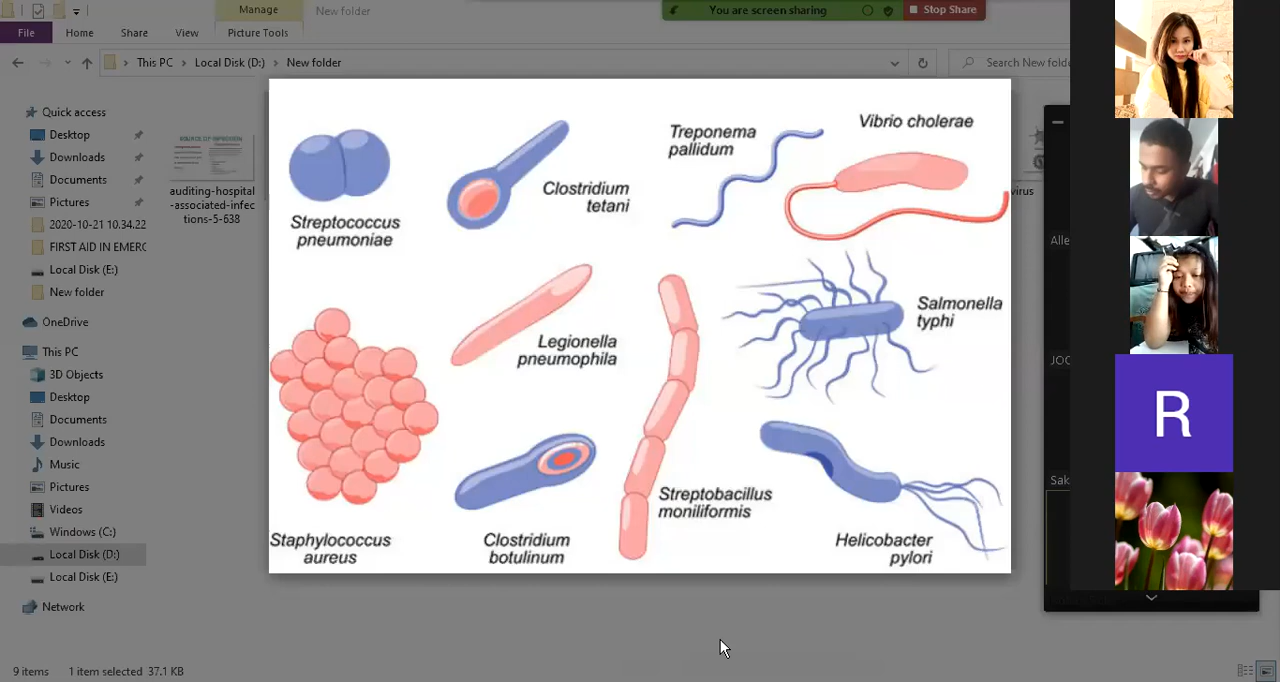 Manage
New folder
You are screen sharing
Stop Share
File
Home
Share
View
Picture Tools
This PC
Local Disk (D:)
New folder
Search New
Quick access
Desktop
Downloads
Documents
Pictures
2020-10-21 10.34.22
FIRST AID IN EMERC
Local Disk (E:)
New folder
OneDrive
This PC
3D Objects
Desktop
Documents
Downloads
Music
Pictures
Videos
Windows (C:)
Local Disk (D:)
Local Disk (E:)
Network
9 items
1 item selected
37.1 KB
auditing-hospital
-associated-infec
tions-5-638
Streptococcus
pneumoniae
Clostridium
tetani
Treponema
pallidum
Vibrio cholerae
Legionella
pneumophila
Salmonella
typhi
Staphylococcus
aureus
Clostridium
botulinum
Streptobacillus
moniliformis
Helicobacter
pylori
virus
Alle
Sak
R